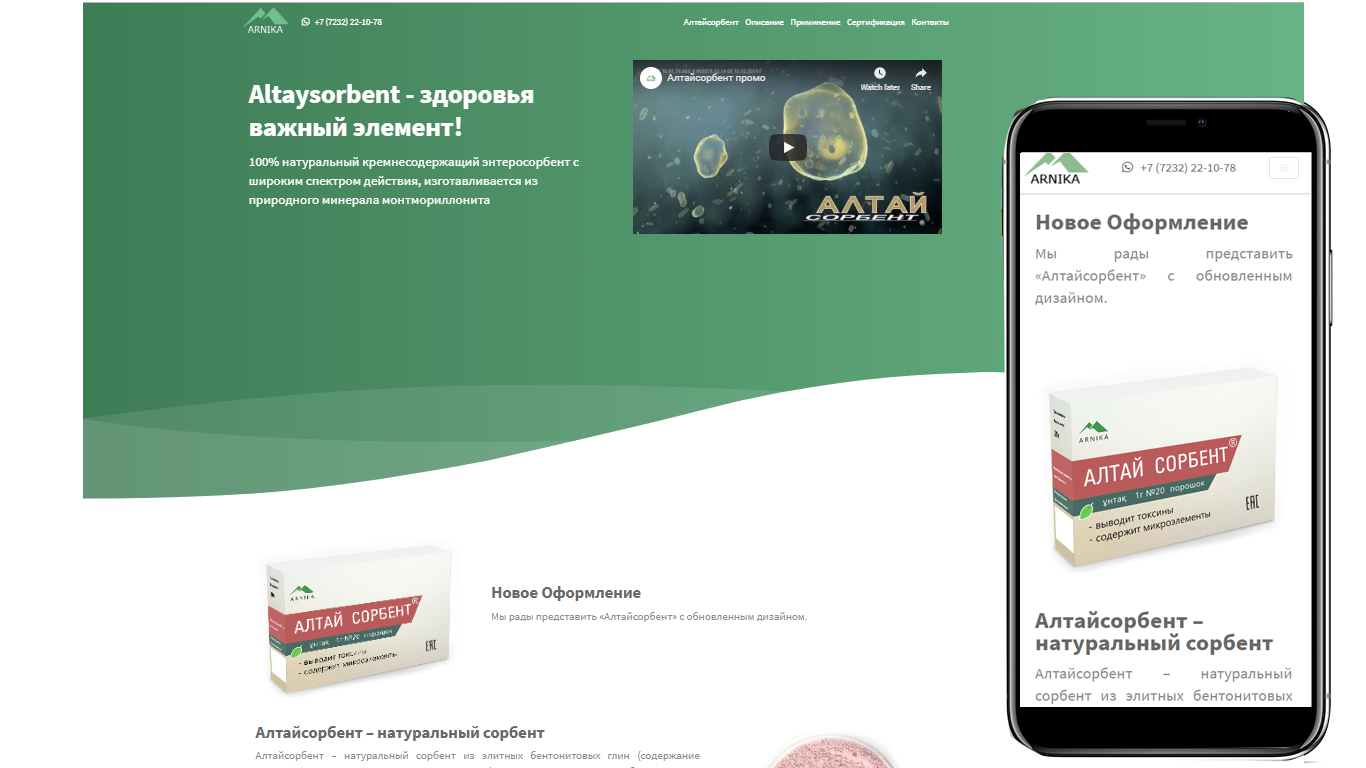 ARNIKA
+7 (7232) 22-10-78
Алтайсорбент Описание Приминение Сертификация Контакты
Altaysorbent - здоровья
важный элемент!
100% натуральный кремнесодержащий энтеросорбент с
широким спектром действия, изготавливается из
природного минерала монтмориллонита
Алтайсорбент промо
Watch later
Share
АЛТАЙ
СОРБЕНТ
ARNIKA
АЛТАЙ СОРБЕНТ®
ұнтақ 1г №20 порошок
- выводит токсины
- содержит микроэлементы
EAC
Новое Оформление
Мы рады представить «Алтайсорбент» с обновленным дизайном.
Алтайсорбент – натуральный сорбент
Алтайсорбент – натуральный сорбент из элитных бентонитовых глин (содержание
ARNIKA
+7 (7232) 22-10-78
Новое Оформление
Мы рады представить
«Алтайсорбент» с обновленным
дизайном.
ARNIKA
АЛТАЙ СОРБЕНТ®
ұнтақ 1г №20 порошок
- выводит токсины
- содержит микроэлементы
EAC
Алтайсорбент –
натуральный сорбент
Алтайсорбент – натуральный
сорбент из элитных бентонитовых